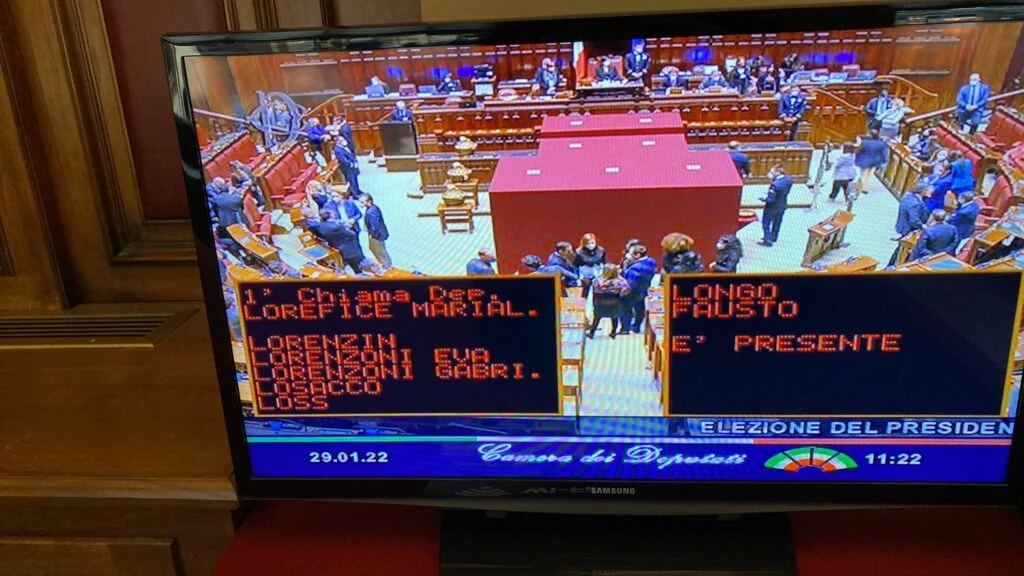 1° Chiama Dep.
LOREFICE MARIAL.
LORENZIN
LORENZONI EVA
LORENZONI GABRI.
LOSACCO
LOSS
LONGO
FAUSTO
E' PRESENTE
ELEZIONE DEL PRESIDEN
29.01.22
Camera dei Deputati
11:22
SAMSUNG